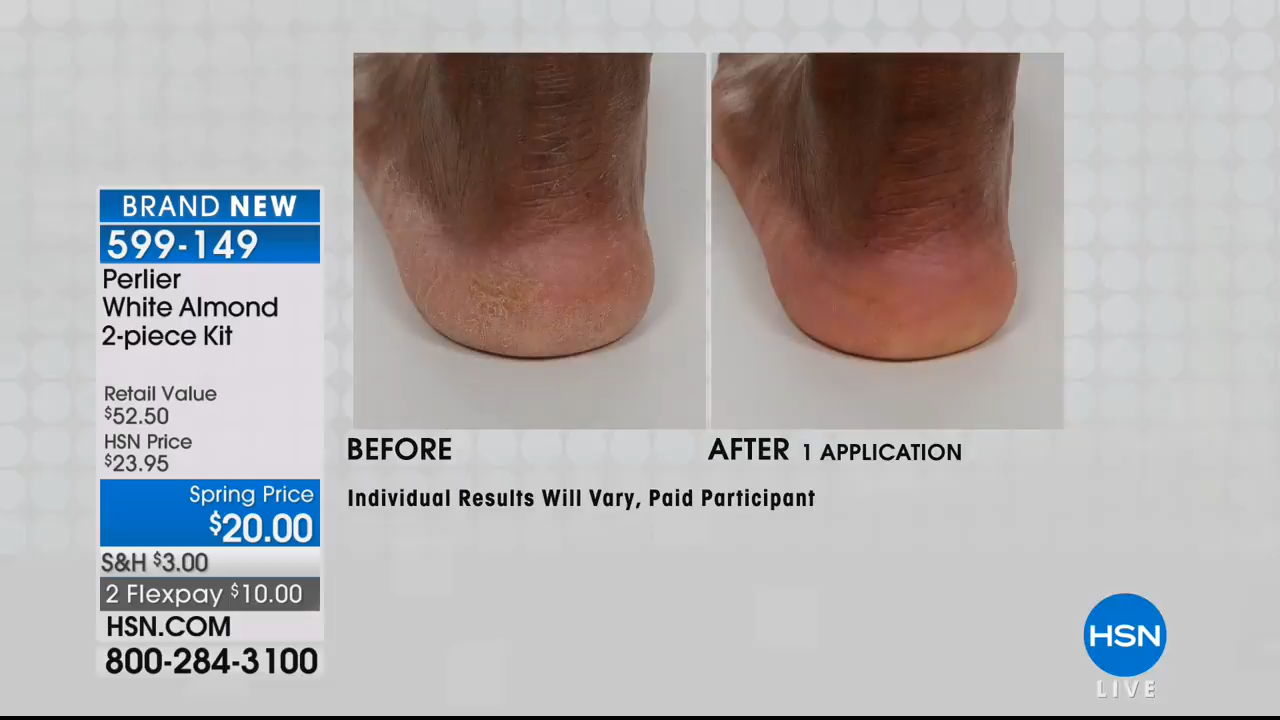 BRAND NEW
599-149
Perlier
White Almond
2-piece Kit
Retail Value
$52.50
HSN Price
$23.95
Spring Price
$20.00
S&H $3.00
2 Flexpay $10.00
HSN.COM
800-284-3100
BEFORE
AFTER 1 APPLICATION
Individual Results Will Vary, Paid Participant
HSN
LIVE